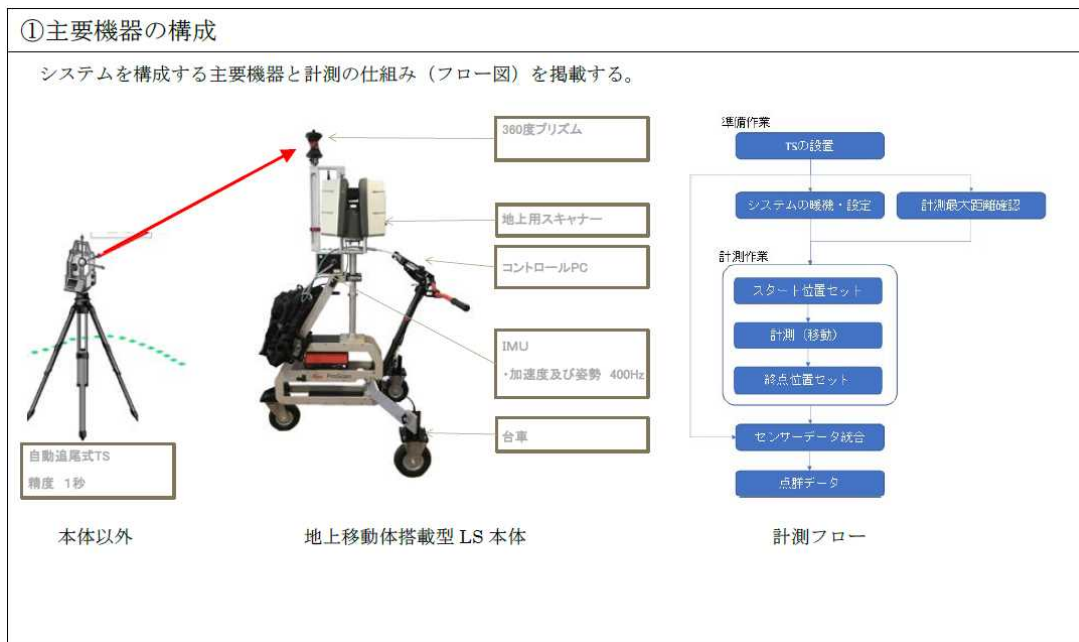 ①主要機器の構成
システムを構成する主要機器と計測の仕組み(フロー図)を掲載する。
360度プリズム
地上用スキャナー
コントロールPC
IMU
・加速度及び姿勢 400Hz
台車
ProScan
自動追尾式TS
精度 1秒
本体以外
地上移動体搭載型 LS 本体
準備作業
TSの設置
システムの暖機・設定
計測最大距離確認
計測作業
スタート位置セット
計測(移動)
終点位置セット
センサーデータ統合
点群データ
計測フロー